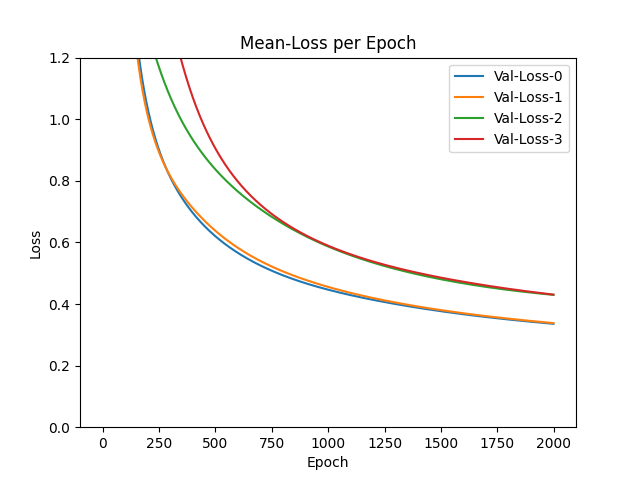 Mean-Loss per Epoch
1.2
1.0
0.8
0.6
0.4
0.2
0.0
Loss
Val-Loss-0
Val-Loss-1
Val-Loss-2
Val-Loss-3
0 250 500 750 1000 1250 1500 1750 2000
Epoch